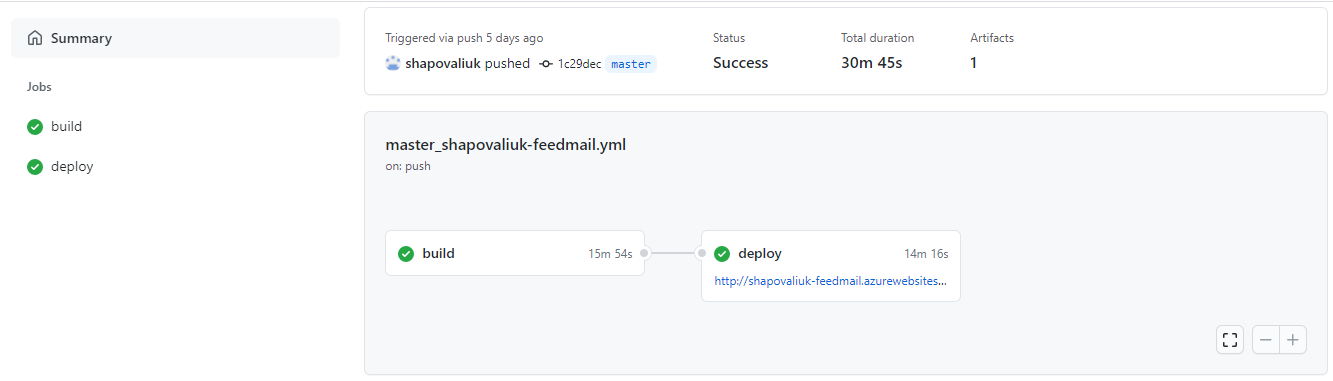 Summary
Jobs
build
deploy
Triggered via push 5 days ago
shapovaliuk pushed 1c29dec master
Status
Success
Total duration
30m 45s
Artifacts
1
master_shapovaliuk-feedmail.yml
on: push
build 15m 54s
deploy 14m 16s
http://shapovaliuk-feedmail.azurewebsites...